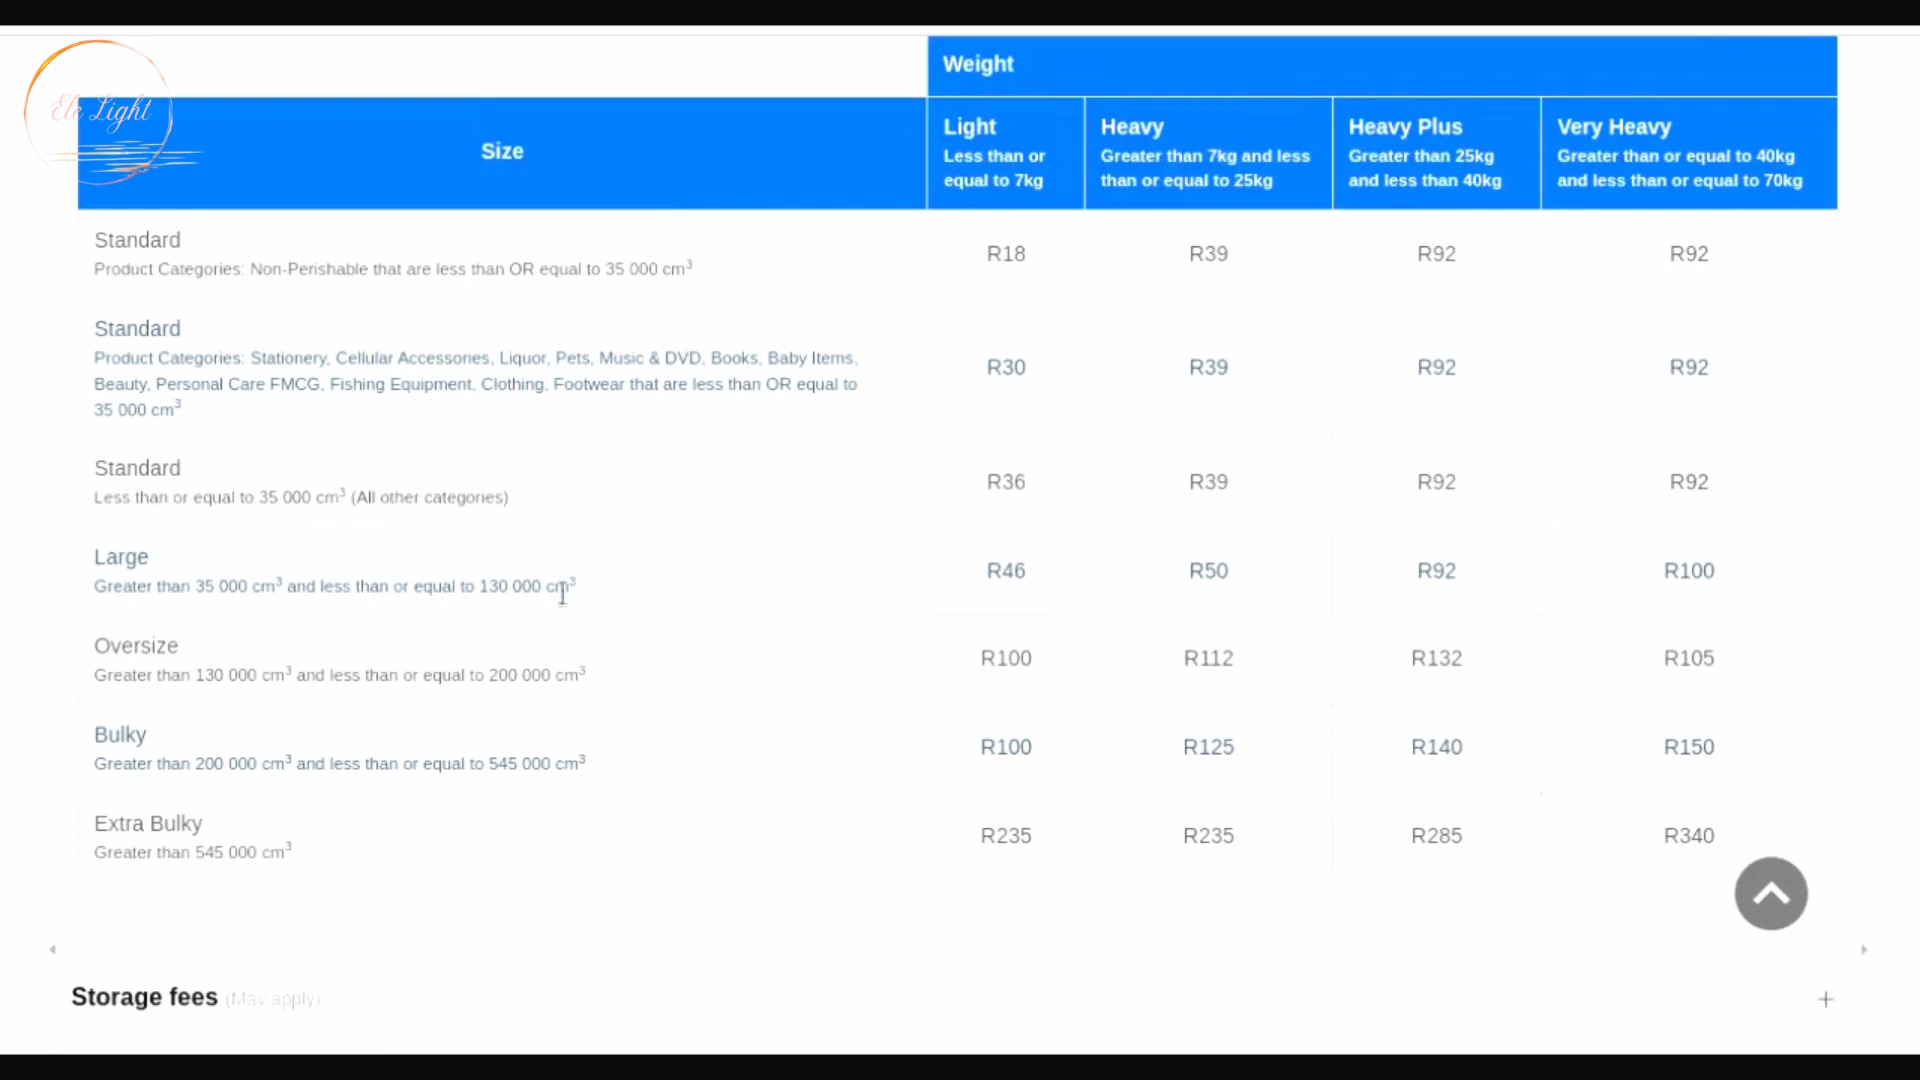 Ele Light
Weight
Size
Light
Less than or
equal to 7kg
Heavy
Greater than 7kg and less
than or equal to 25kg
Heavy Plus
Greater than 25kg
and less than 40kg
Very Heavy
Greater than or equal to 40kg
and less than or equal to 70kg
Standard
Product Categories: Non-Perishable that are less than OR equal to 35 000 cm³
R18 R39 R92 R92
Standard
Product Categories: Stationery, Cellular Accessories, Liquor, Pets, Music & DVD, Books, Baby Items,
Beauty, Personal Care FMCG, Fishing Equipment, Clothing, Footwear that are less than OR equal to
35 000 cm³
R30 R39 R92 R92
Standard
Less than or equal to 35 000 cm³ (All other categories)
R36 R39 R92 R92
Large
Greater than 35 000 cm³ and less than or equal to 130 000 cm³
R46 R50 R92 R100
Oversize
Greater than 130 000 cm³ and less than or equal to 200 000 cm³
R100 R112 R132 R105
Bulky
Greater than 200 000 cm³ and less than or equal to 545 000 cm³
R100 R125 R140 R150
Extra Bulky
Greater than 545 000 cm³
R235 R235 R285 R340
Storage fees (May apply)